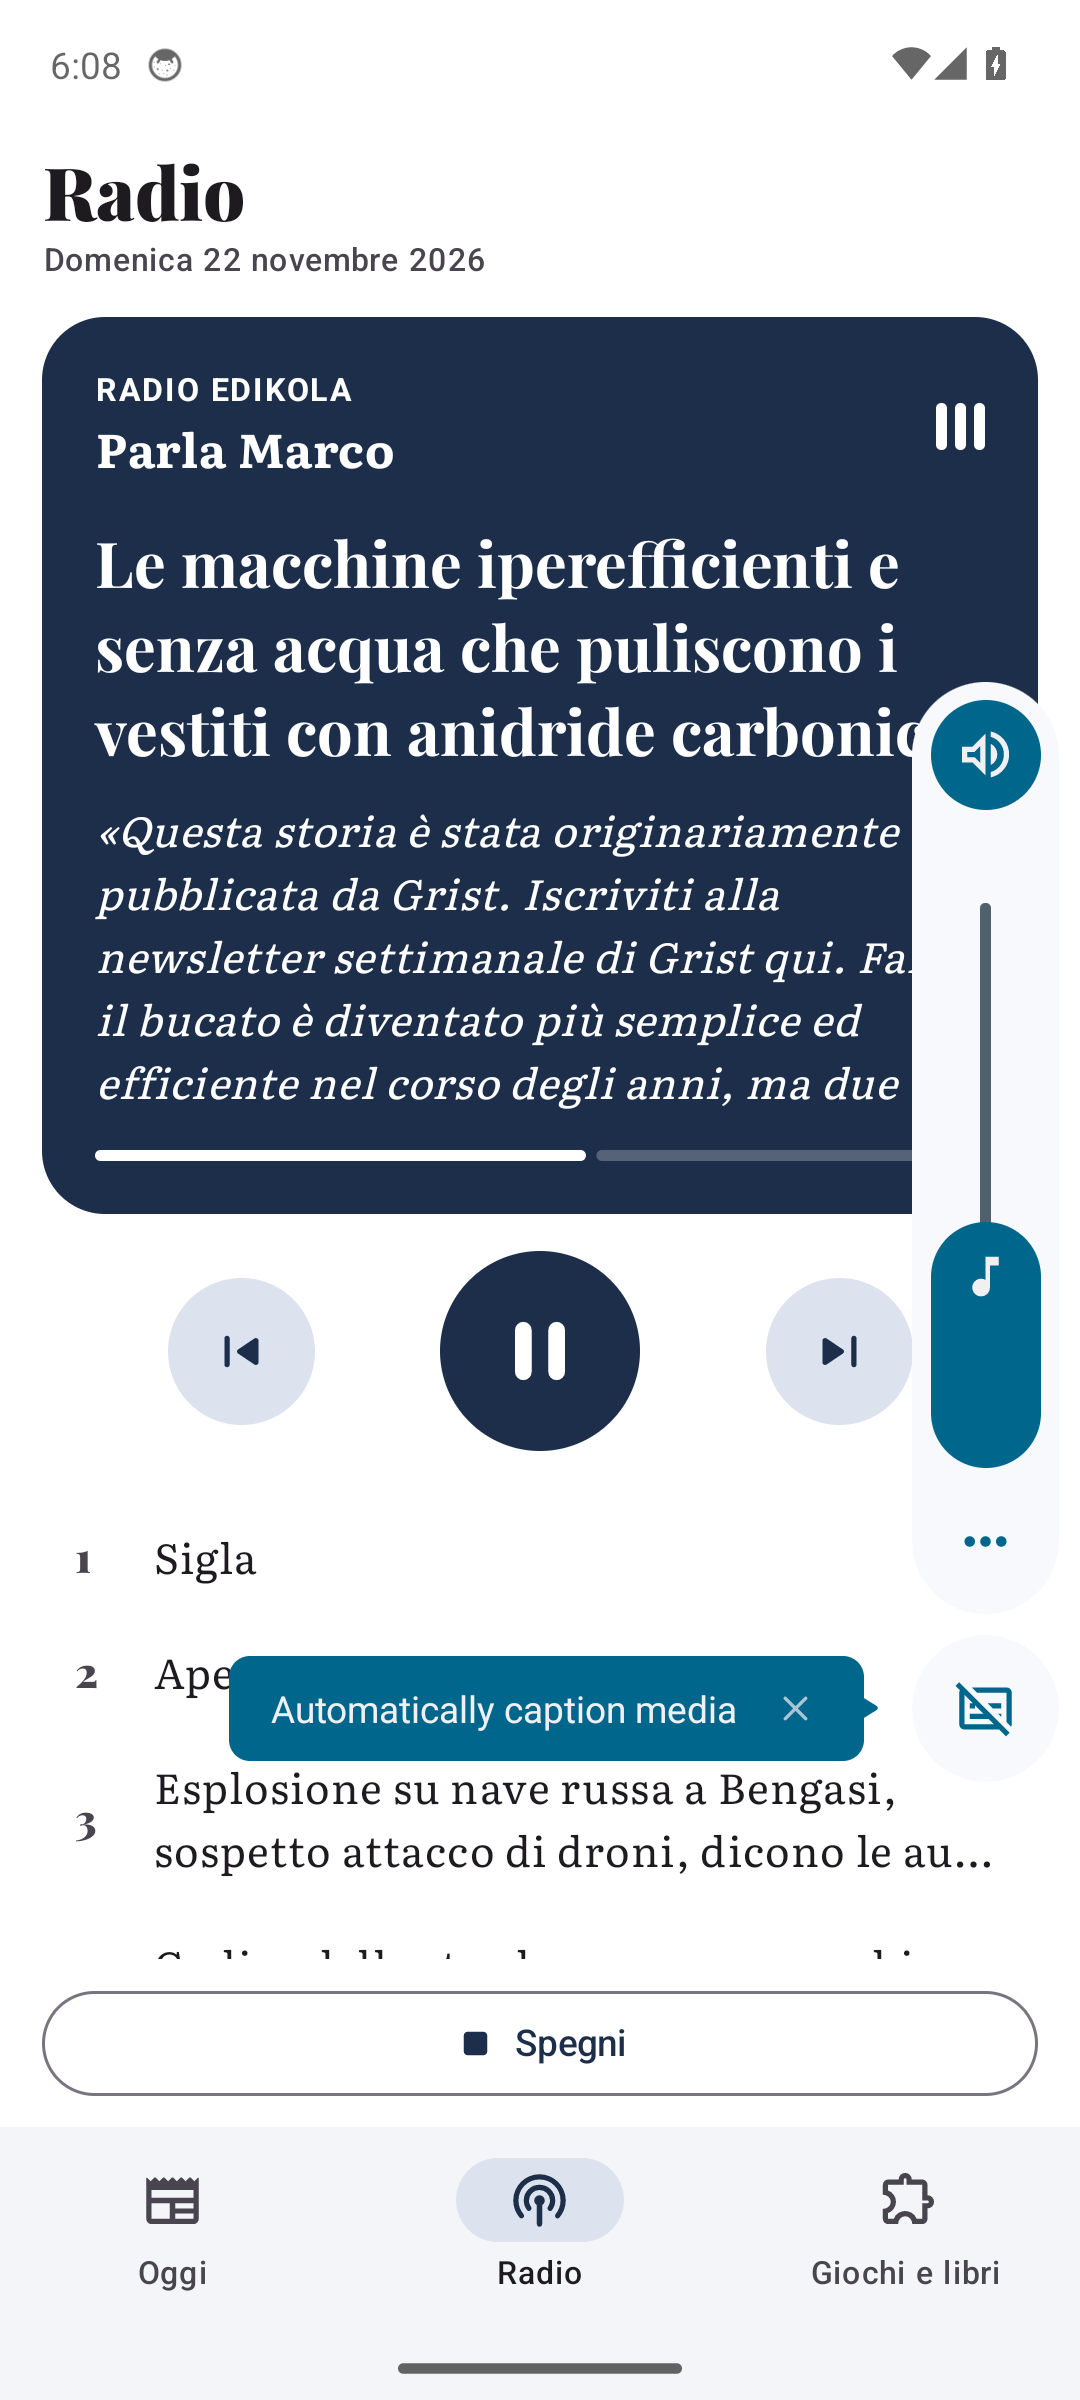 6:08
Radio
Domenica 22 novembre 2026
RADIO EDIKOLA
Parla Marco
Le macchine iperefficienti e
senza acqua che puliscono i
vestiti con anidride carbonic
«Questa storia è stata originariamente
pubblicata da Grist. Iscriviti alla
newsletter settimanale di Grist qui. Fa
il bucato è diventato più semplice ed
efficiente nel corso degli anni, ma due
1 Sigla
2 Ape
Automatically caption media
3 Esplosione su nave russa a Bengasi,
sospetto attacco di droni, dicono le au...
Spegni
Oggi
Radio
Giochi e libri